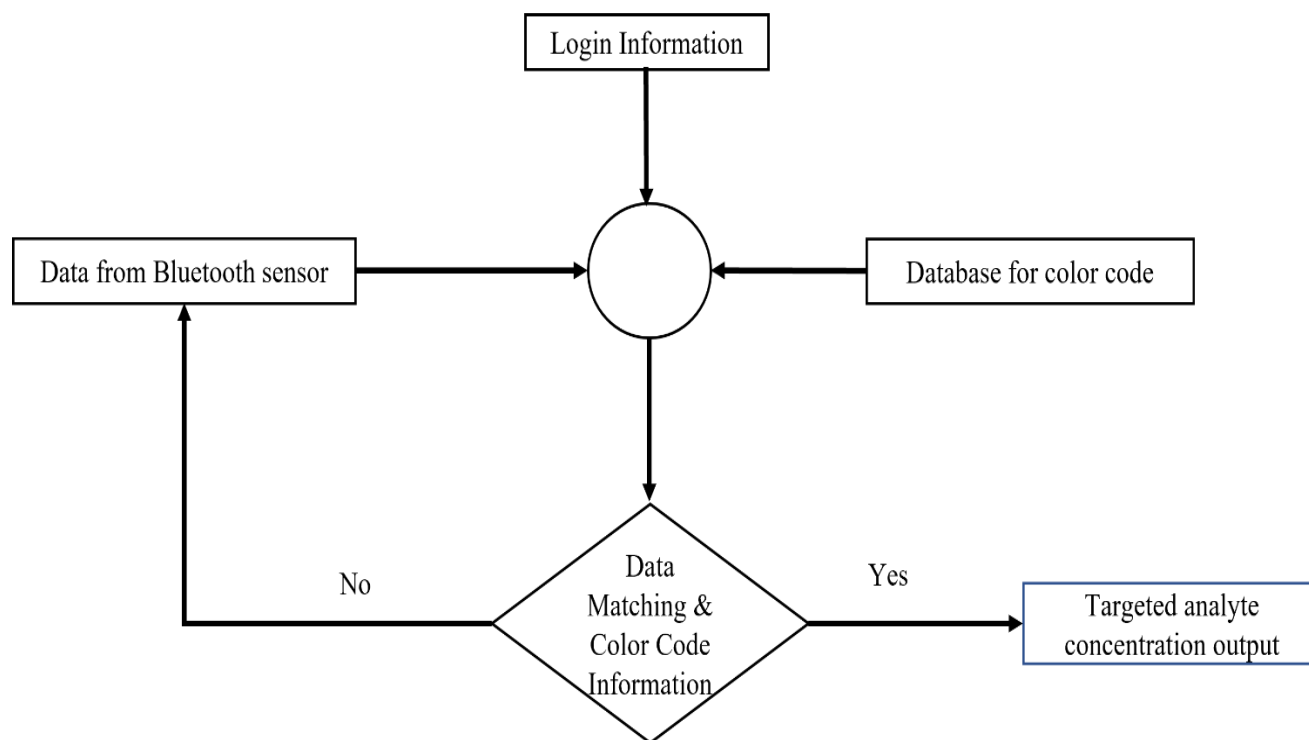 Login Information
Data from Bluetooth sensor
Database for color code
No
Data
Matching &
Color Code
Information
Yes
Targeted analyte
concentration output